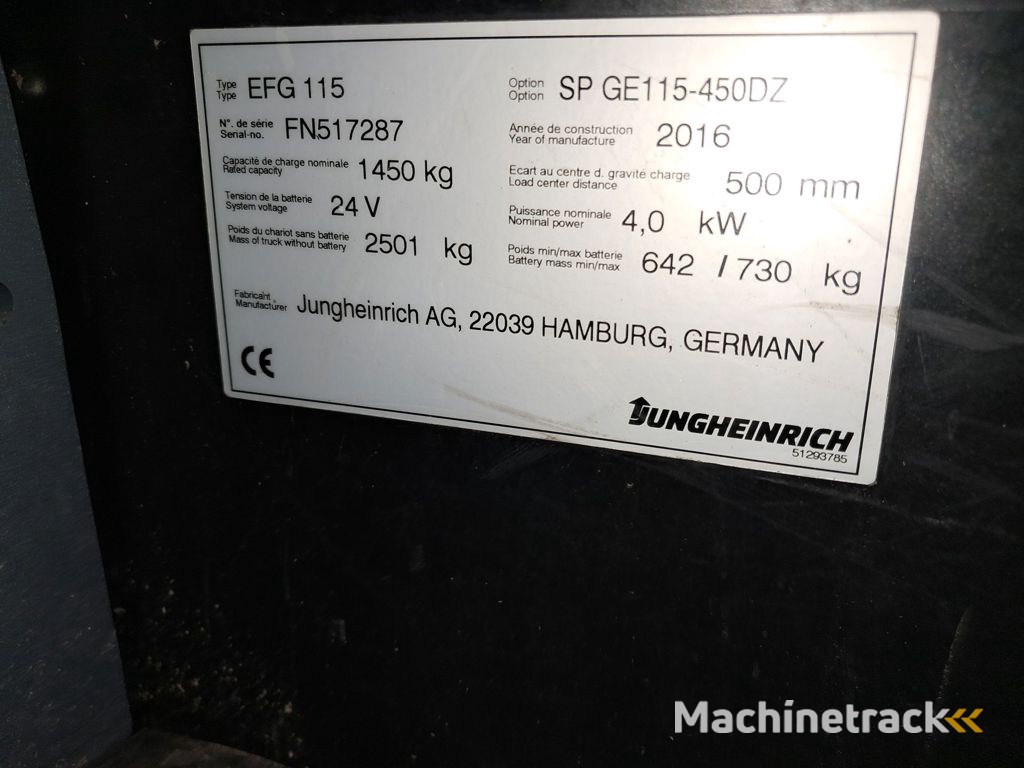 Type Type EFG 115 Option Option SP GE115-450DZ
N°. de série Serial-no. FN517287 Année de construction Year of manufacture 2016
Capacité de charge nominale Rated capacity 1450 kg Ecart au centre d. gravité charge Load center distance 500 mm
Tension de la batterie System voltage 24 V Puissance nominale Nominal power 4,0 kW
Poids du chariot sans batterie Mass of truck without battery 2501 kg Poids min/max batterie Battery mass min/max 642 / 730 kg
Fabricant Manufacturer Jungheinrich AG, 22039 HAMBURG, GERMANY
CE
JUNGHEINRICH
51293785
Machinetrack